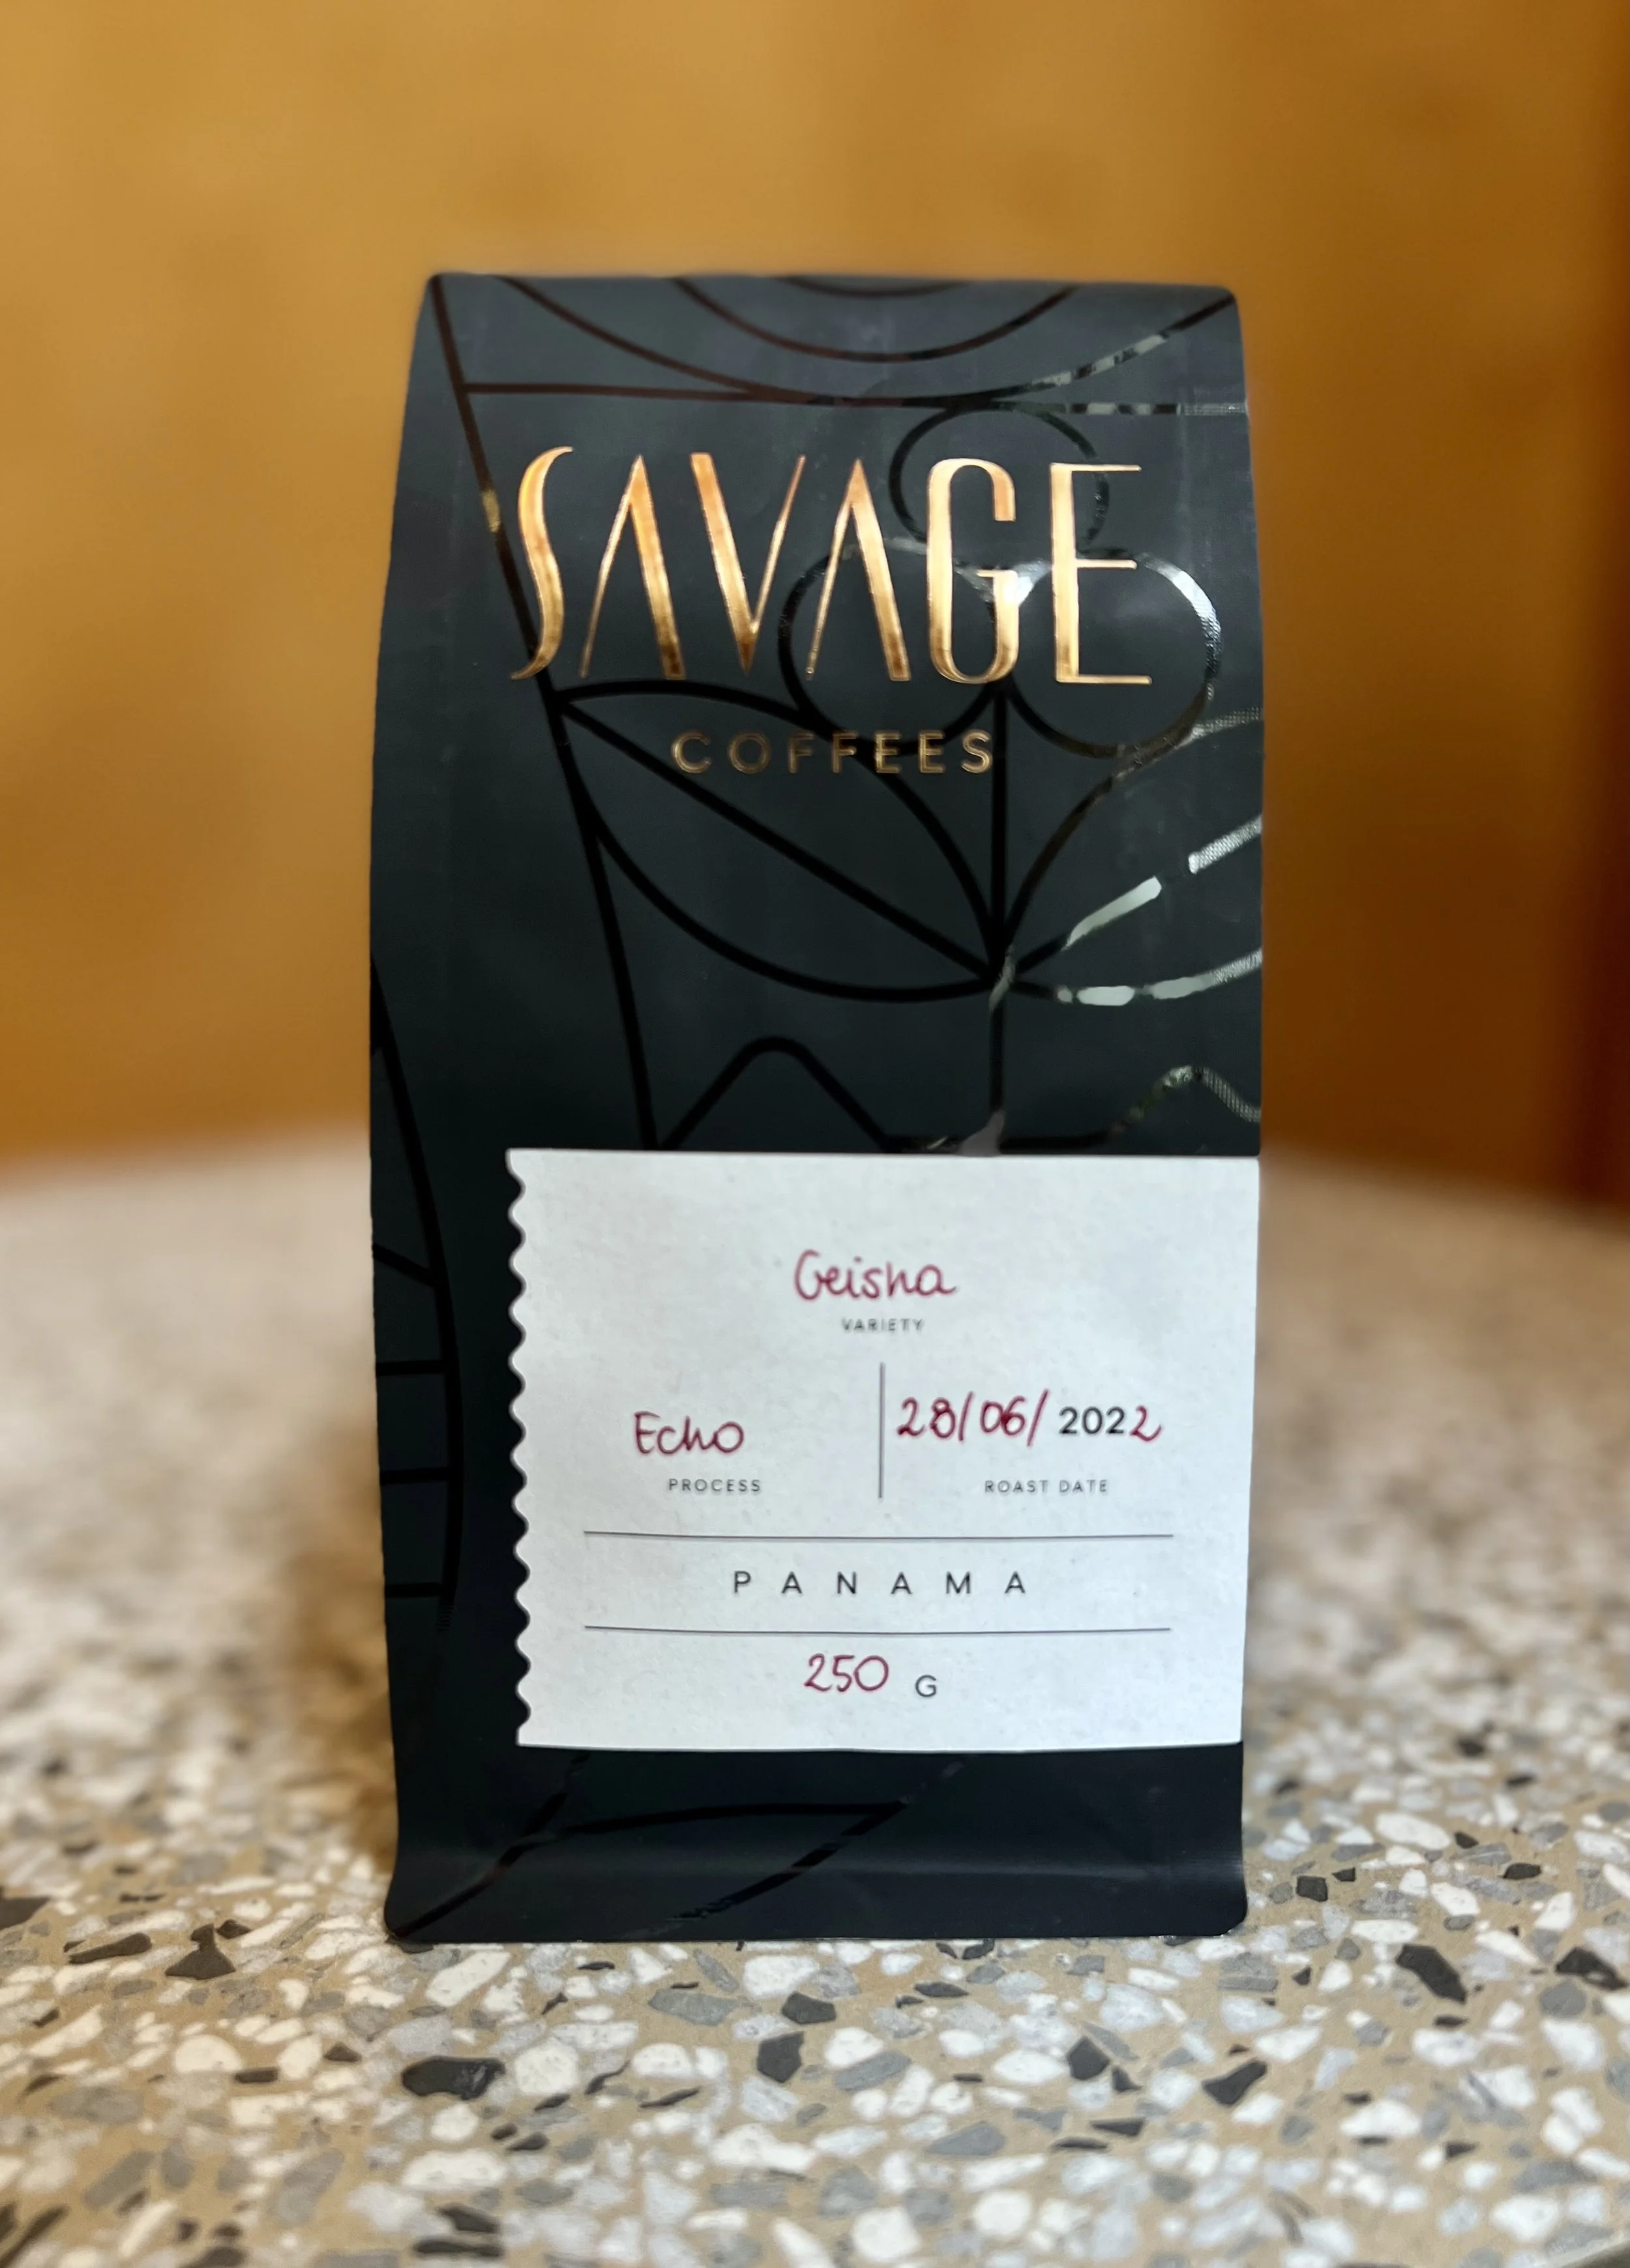 SAVAGE
COFFEES
Geisha
VARIETY
Echo
28/06/2022
PROCESS
ROAST DATE
PANAMA
250 G